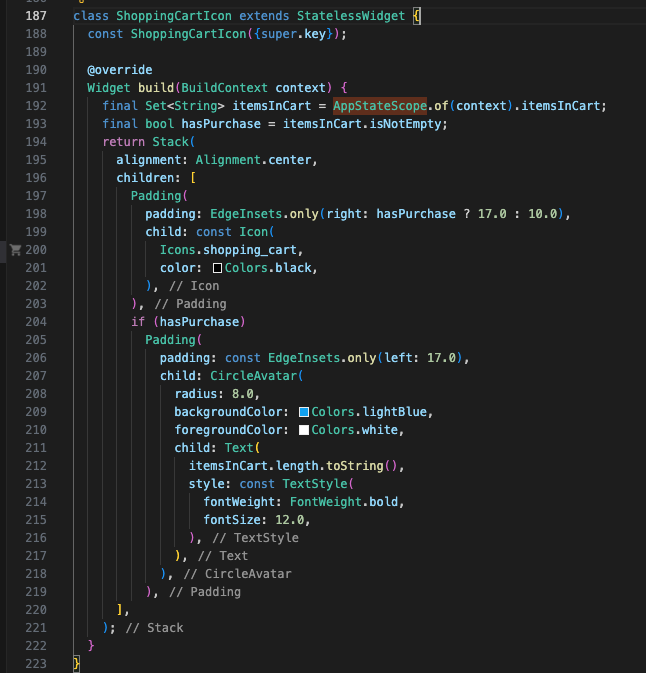 187 class ShoppingCartIcon extends StatelessWidget {
188 const ShoppingCartIcon({super.key});
189
190 @override
191 Widget build(BuildContext context) {
192 final Set<String> itemsInCart = AppStateScope.of(context).itemsInCart;
193 final bool hasPurchase = itemsInCart.isNotEmpty;
194 return Stack(
195 alignment: Alignment.center,
196 children: [
197 Padding(
198 padding: EdgeInsets.only(right: hasPurchase ? 17.0 : 10.0),
199 child: const Icon(
200 Icons.shopping_cart,
201 color: Colors.black,
202 ), // Icon
203 ), // Padding
204 if (hasPurchase)
205 Padding(
206 padding: const EdgeInsets.only(left: 17.0),
207 child: CircleAvatar(
208 radius: 8.0,
209 backgroundColor: Colors.lightBlue,
210 foregroundColor: Colors.white,
211 child: Text(
212 itemsInCart.length.toString(),
213 style: const TextStyle(
214 fontWeight: FontWeight.bold,
215 fontSize: 12.0,
216 ), // TextStyle
217 ), // Text
218 ), // CircleAvatar
219 ), // Padding
220 ],
221 ); // Stack
222 }
223 }